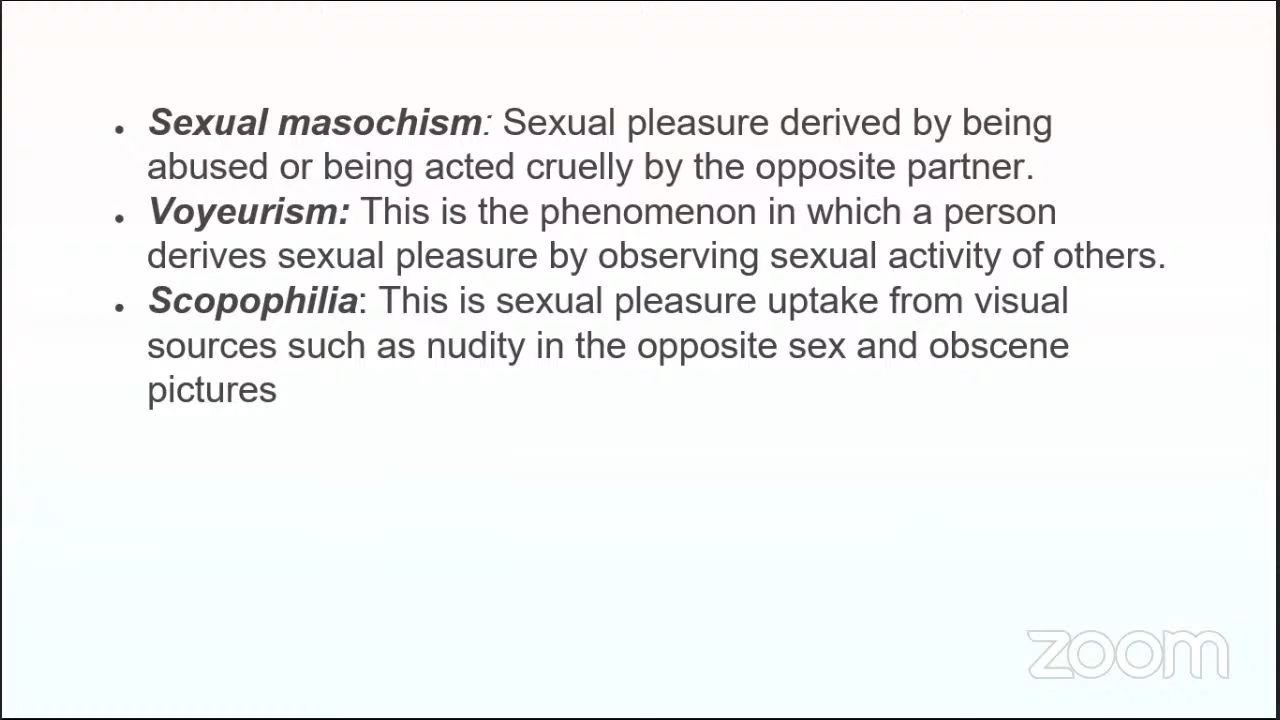 • Sexual masochism: Sexual pleasure derived by being
abused or being acted cruelly by the opposite partner.
• Voyeurism: This is the phenomenon in which a person
derives sexual pleasure by observing sexual activity of others.
• Scopophilia: This is sexual pleasure uptake from visual
sources such as nudity in the opposite sex and obscene
pictures
zoom